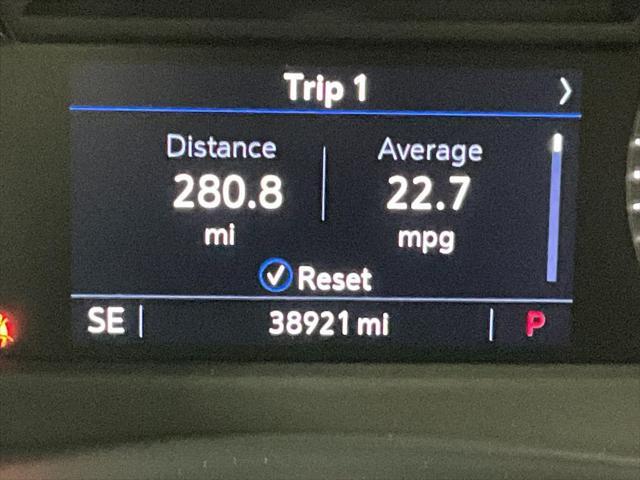 Trip 1
Distance Average
280.8 22.7
mi mpg
Reset
SE 38921 mi P